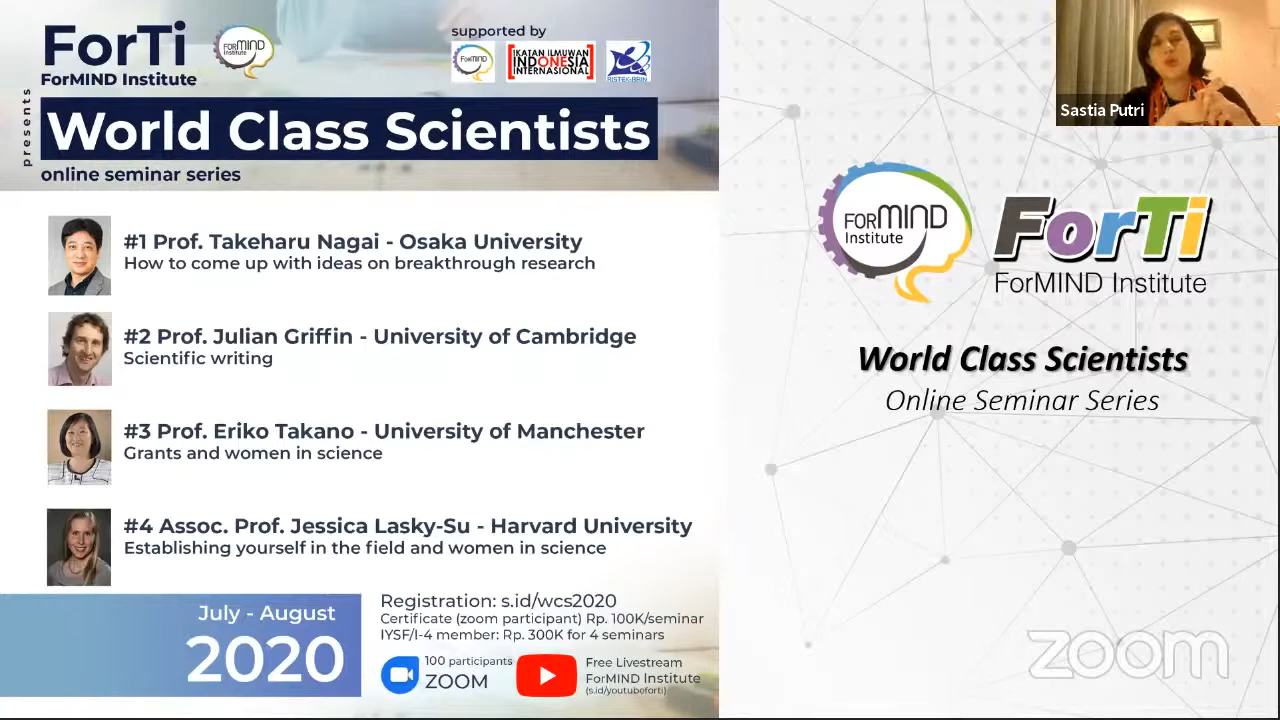 ForTi
ForMIND Institute
FORMIND
Institute
supported by
FORMIND
IKATAN ILMUWAN
INDONESIA
INTERNASIONAL
RISTEK-BRIN
presents
World Class Scientists
online seminar series
#1 Prof. Takeharu Nagai - Osaka University
How to come up with ideas on breakthrough research
#2 Prof. Julian Griffin - University of Cambridge
Scientific writing
#3 Prof. Eriko Takano - University of Manchester
Grants and women in science
#4 Assoc. Prof. Jessica Lasky-Su - Harvard University
Establishing yourself in the field and women in science
July - August
2020
Registration: s.id/wcs2020
Certificate (zoom participant) Rp. 100K/seminar
IYSF/I-4 member: Rp. 300K for 4 seminars
100 participants
ZOOM
Free Livestream
ForMIND Institute
(s.id/youtubeforti)
Sastia Putri
FORMIND
Institute
ForTi
ForMIND Institute
World Class Scientists
Online Seminar Series
zoom